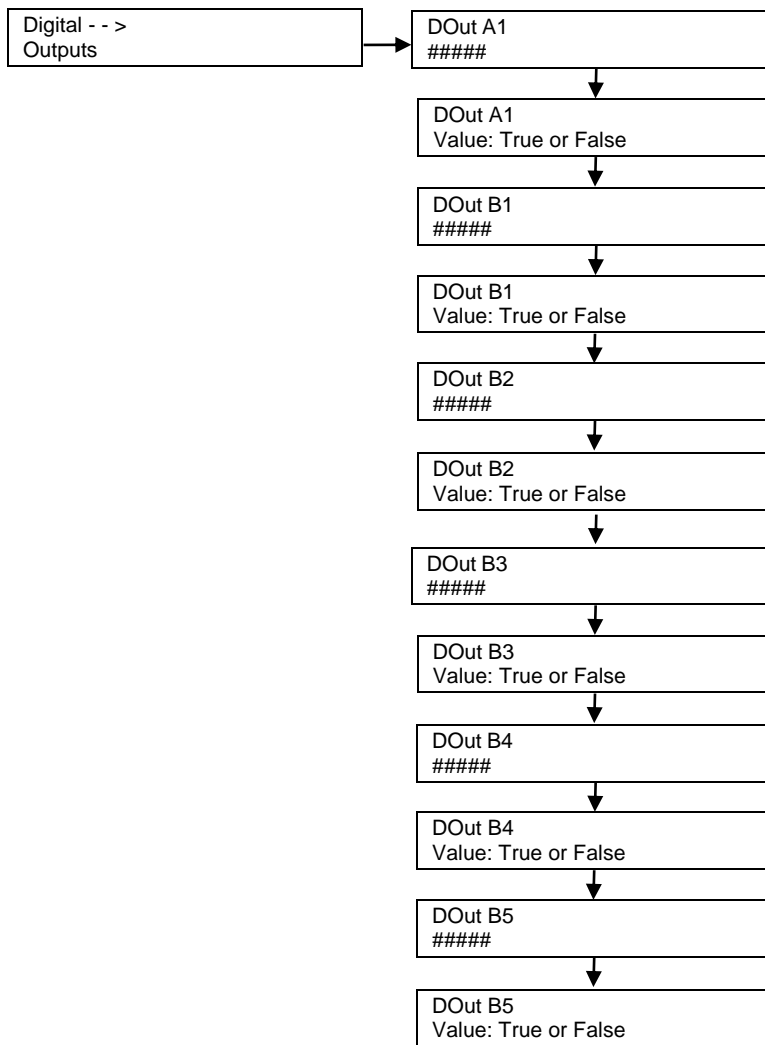 Digital - - >
Outputs
DOut A1
#####
DOut A1
Value: True or False
DOut B1
#####
DOut B1
Value: True or False
DOut B2
#####
DOut B2
Value: True or False
DOut B3
#####
DOut B3
Value: True or False
DOut B4
#####
DOut B4
Value: True or False
DOut B5
#####
DOut B5
Value: True or False